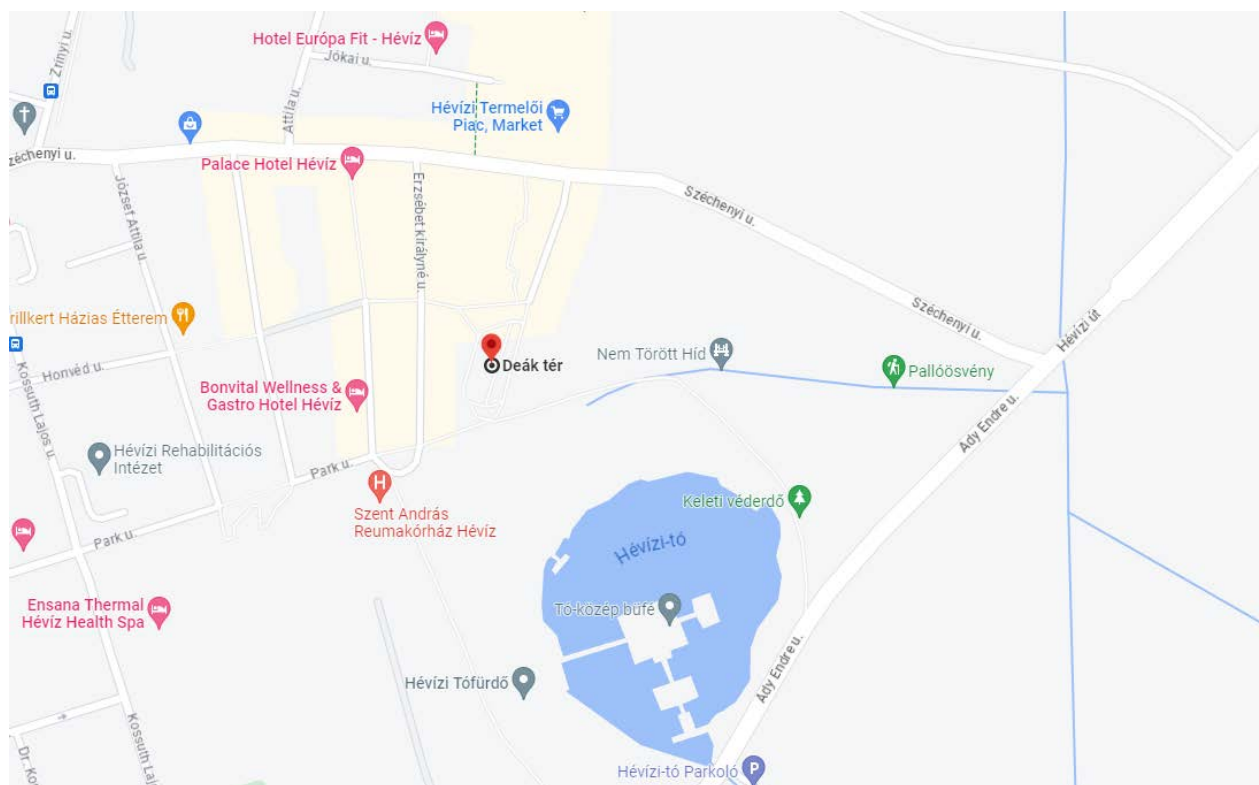 Hotel Európa Fit - Hévíz
Jókai u.
Zrínyi u.
Attila u.
Hévízi Termelői
Piac, Market
Széchenyi u.
Palace Hotel Hévíz
József Attila u.
Erzsébet királyné u.
Széchenyi u.
Széchenyi u.
Hévízi út
rillkert Házias Étterem
Deák tér
Nem Törött Híd
Pallóösvény
Honvéd u.
Kossuth Lajos u.
Bonvital Wellness &
Gastro Hotel Hévíz
Ady Endre u.
Hévízi Rehabilitációs
Intézet
Park u.
H
Szent András
Reumakórház Hévíz
Keleti véderdő
Park u.
Hévízi-tó
Ensana Thermal
Hévíz Health Spa
Tó-közép büfé
Ady Endre u.
Hévízi Tófürdő
Kossuth Lajo
Dr. Ko
Hévízi-tó Parkoló
P